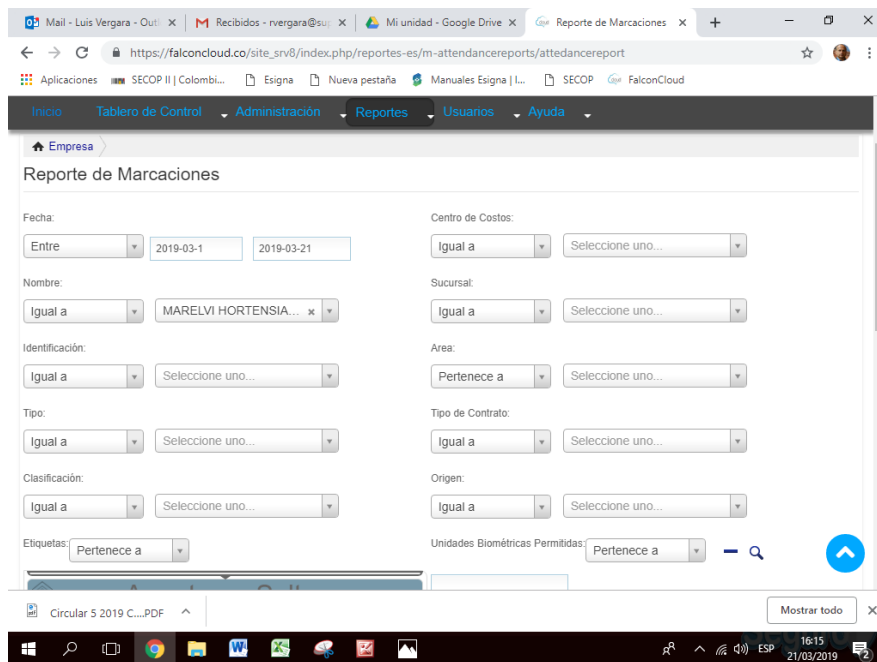 Mail - Luis Vergara - Outl
Recibidos - rvergara@sup
Mi unidad - Google Drive
Reporte de Marcaciones
https://falconcloud.co/site_srv8/index.php/reportes-es/m-attendancereports/attedancereport
Aplicaciones SECOP II | Colombi... Esigna Nueva pestaña Manuales Esigna | I... SECOP FalconCloud
Inicio Tablero de Control Administración Reportes Usuarios Ayuda
Empresa
Reporte de Marcaciones
Fecha: Centro de Costos:
Entre 2019-03-1 2019-03-21 Igual a Seleccione uno...
Nombre: Sucursal:
Igual a MARELVI HORTENSIA... Igual a Seleccione uno...
Identificación: Area:
Igual a Seleccione uno... Pertenece a Seleccione uno...
Tipo: Tipo de Contrato:
Igual a Seleccione uno... Igual a Seleccione uno...
Clasificación: Origen:
Igual a Seleccione uno... Igual a Seleccione uno...
Etiquetas: Pertenece a Unidades Biométricas Permitidas: Pertenece a
Circular 5 2019 C....PDF Mostrar todo
ESP 16:15
21/03/2019
2